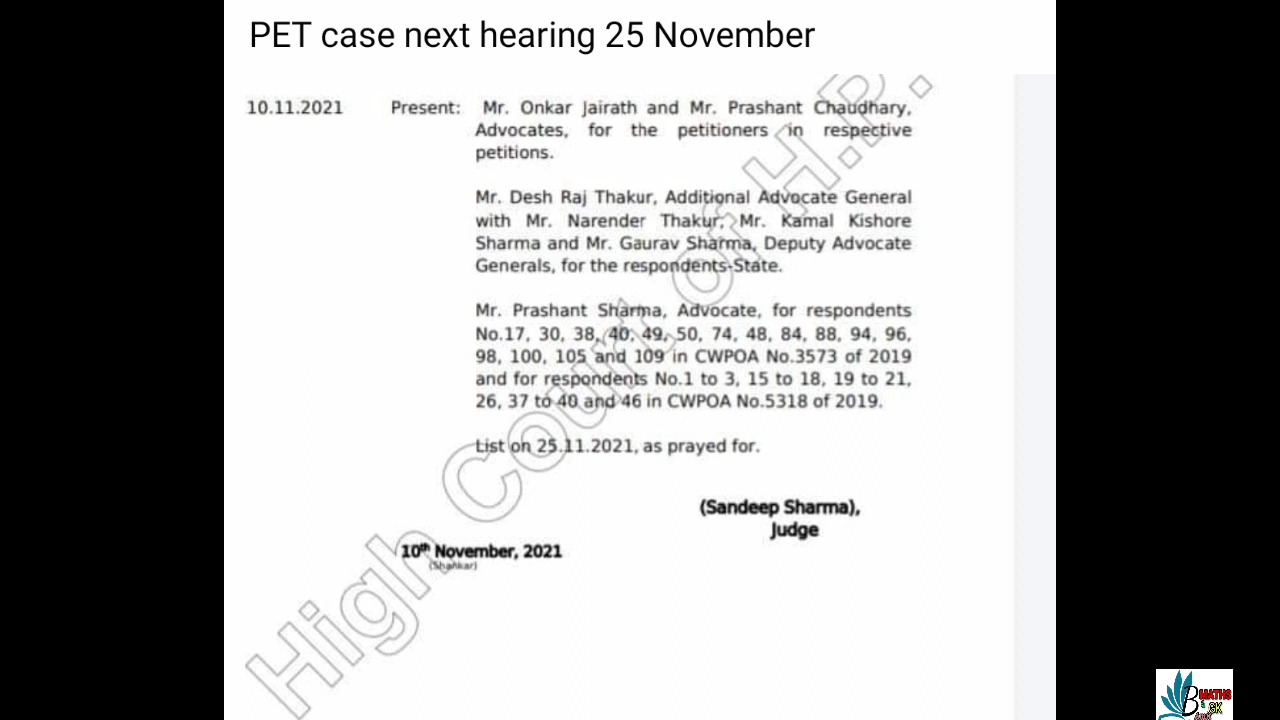 PET case next hearing 25 November
10.11.2021 Present: Mr. Onkar Jairath and Mr. Prashant Chaudhary,
Advocates, for the petitioners in respective
petitions.
Mr. Desh Raj Thakur, Additional Advocate General
with Mr. Narender Thakur, Mr. Kamal Kishore
Sharma and Mr. Gaurav Sharma, Deputy Advocate
Generals, for the respondents-State.
Mr. Prashant Sharma, Advocate, for respondents
No.17, 30, 38, 40, 49, 50, 74, 48, 84, 88, 94, 96,
98, 100, 105 and 109 in CWPOA No.3573 of 2019
and for respondents No.1 to 3, 15 to 18, 19 to 21,
26, 37 to 40 and 46 in CWPOA No.5318 of 2019.
List on 25.11.2021, as prayed for.
(Sandeep Sharma),
Judge
10th November, 2021
(Shankar)
High Court of H.P.
B MATHS
GK